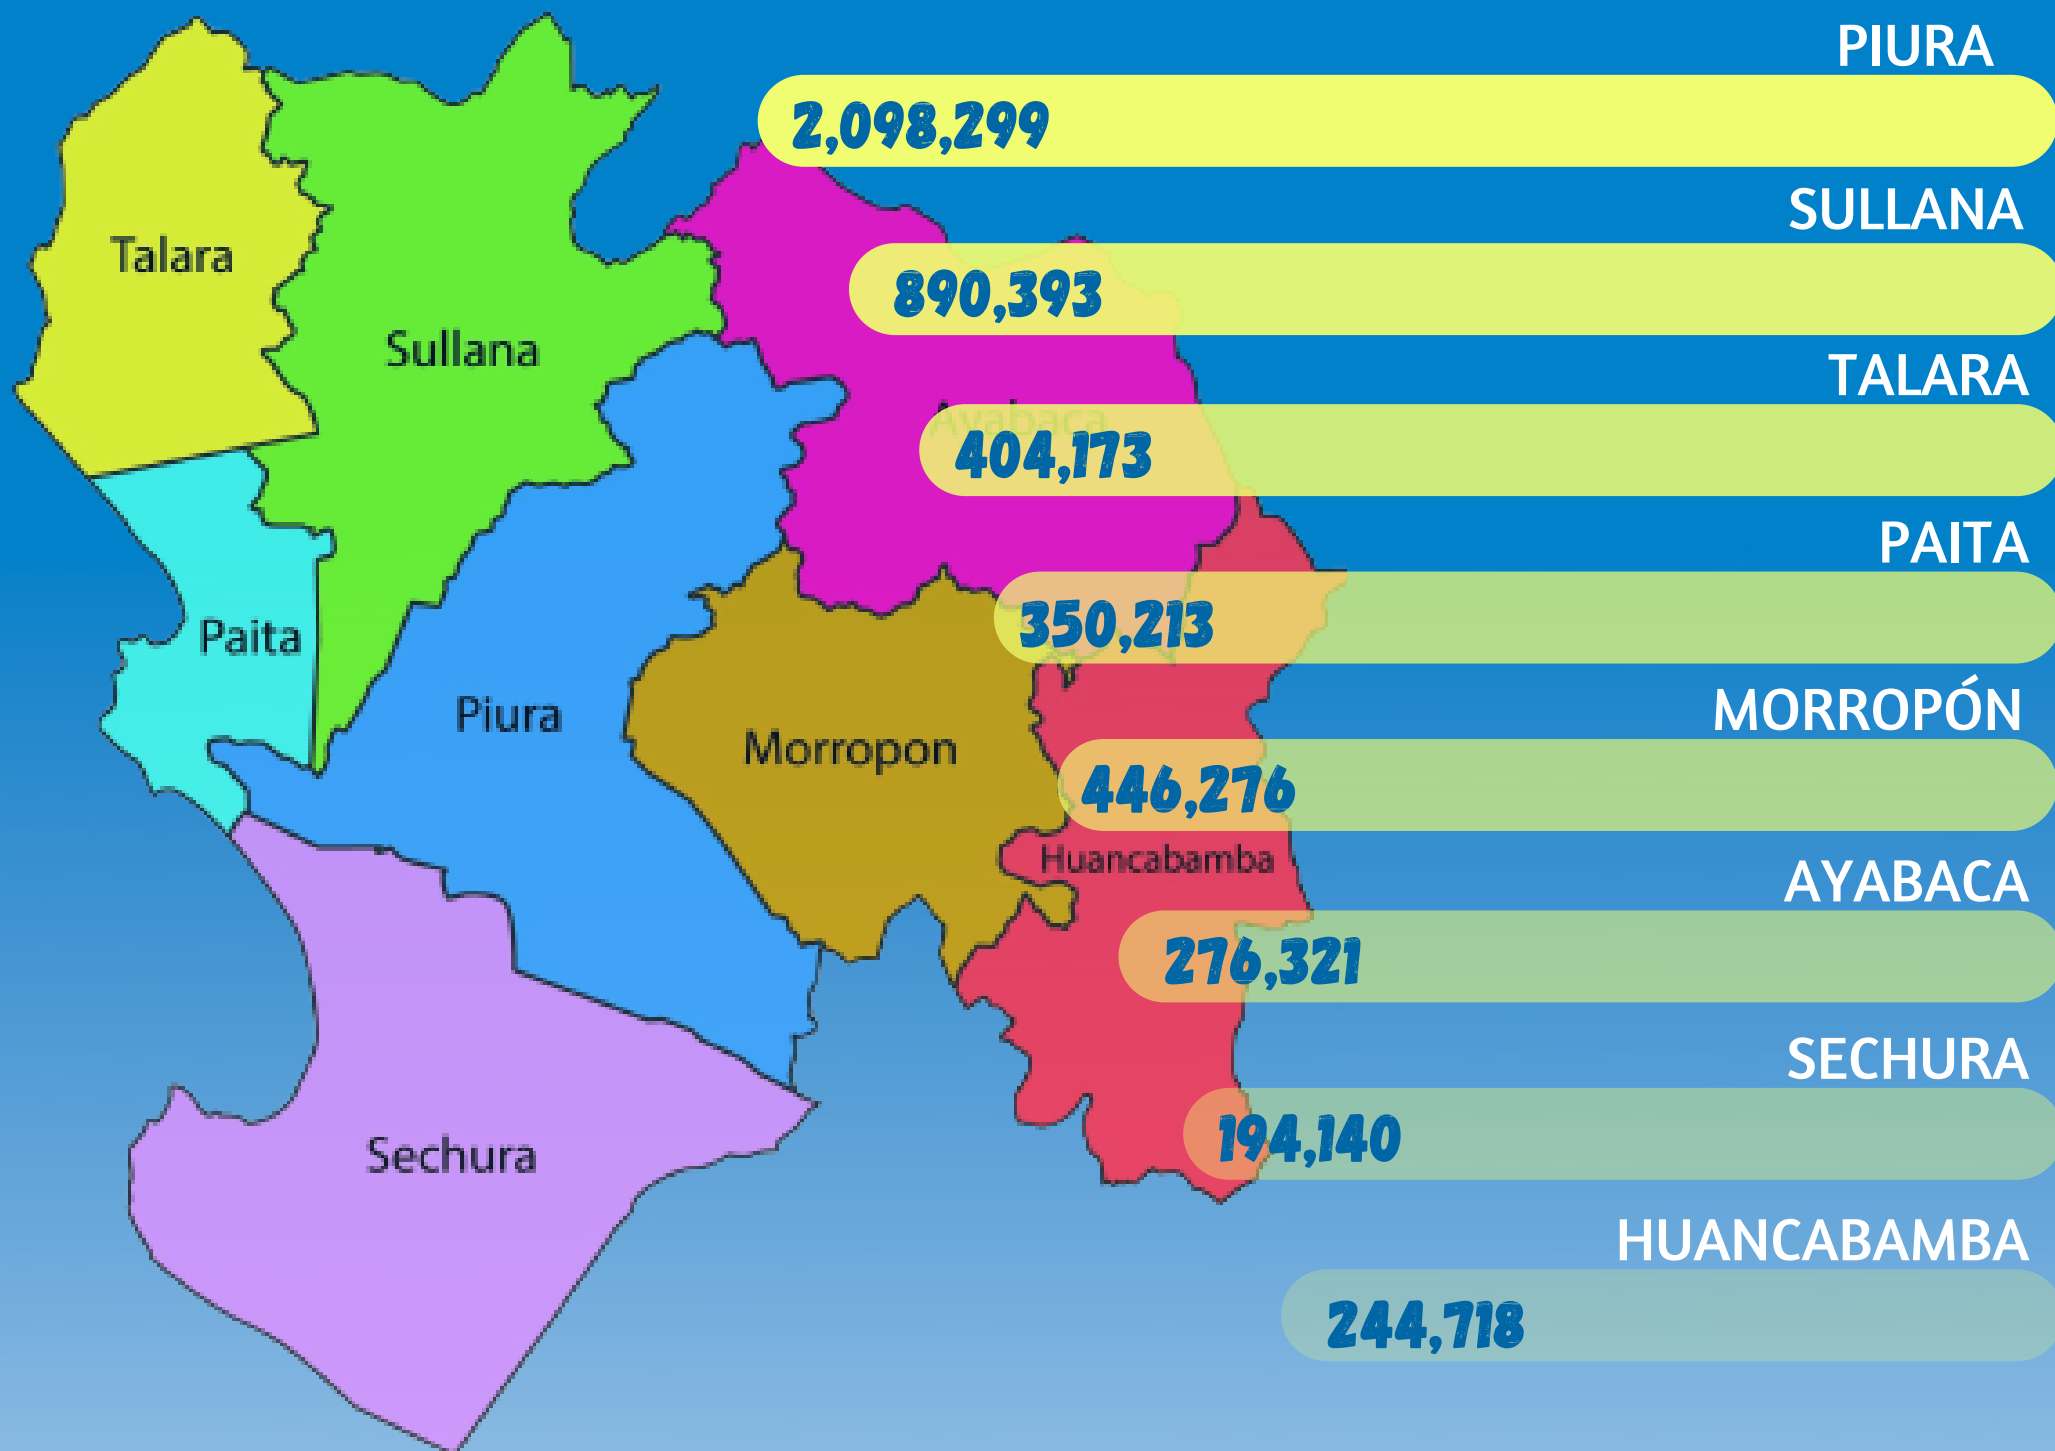 PIURA
2,098,299
SULLANA
890,393
TALARA
404,173
PAITA
350,213
MORROPÓN
446,276
AYABACA
276,321
SECHURA
194,140
HUANCABAMBA
244,718
Talara
Sullana
Ayabaca
Paita
Piura
Morropon
Huancabamba
Sechura